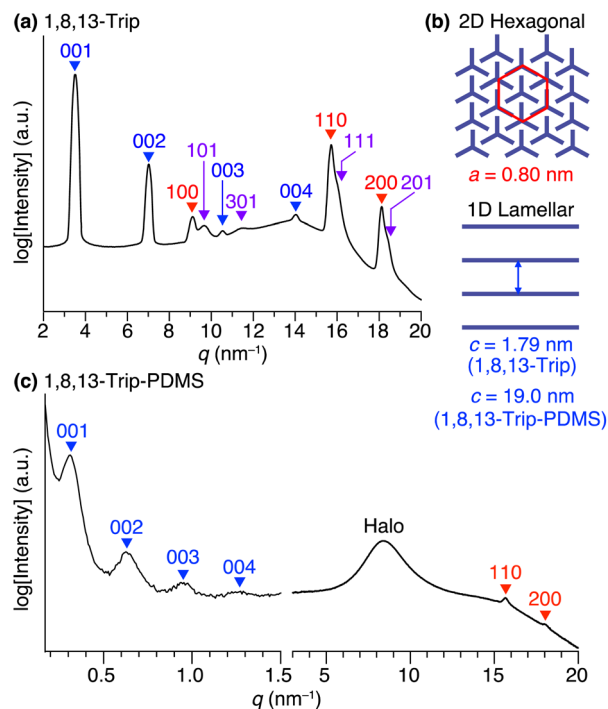 (a) 1,8,13-Trip
001
002
100
101
003
301
004
110
111
200
201
log[Intensity] (a.u.)
2 4 6 8 10 12 14 16 18 20
q (nm⁻¹)
(b) 2D Hexagonal
a = 0.80 nm
1D Lamellar
c = 1.79 nm
(1,8,13-Trip)
c = 19.0 nm
(1,8,13-Trip-PDMS)
(c) 1,8,13-Trip-PDMS
001
002
003
004
Halo
110
200
log[Intensity] (a.u.)
0.5 1.0 1.5 5 10 15 20
q (nm⁻¹)